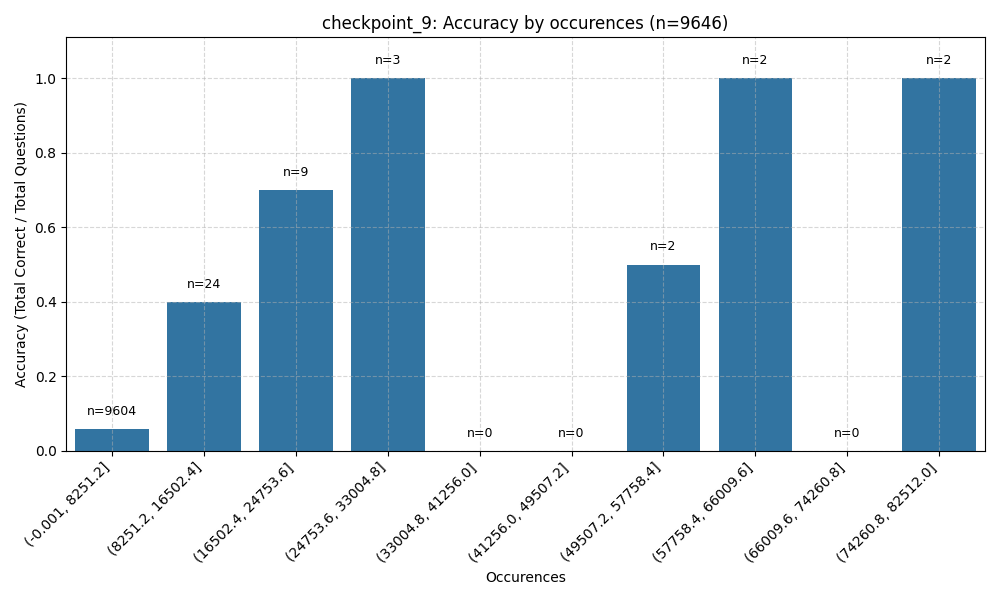 checkpoint_9: Accuracy by occurences (n=9646)
Accuracy (Total Correct / Total Questions)
1.0
0.8
0.6
0.4
0.2
0.0
n=9604
n=24
n=9
n=3
n=0
n=0
n=2
n=2
n=0
n=2
(-0.001, 8251.2]
(8251.2, 16502.4]
(16502.4, 24753.6]
(24753.6, 33004.8]
(33004.8, 41256.0]
(41256.0, 49507.2]
(49507.2, 57758.4]
(57758.4, 66009.6]
(66009.6, 74260.8]
(74260.8, 82512.0]
Occurences